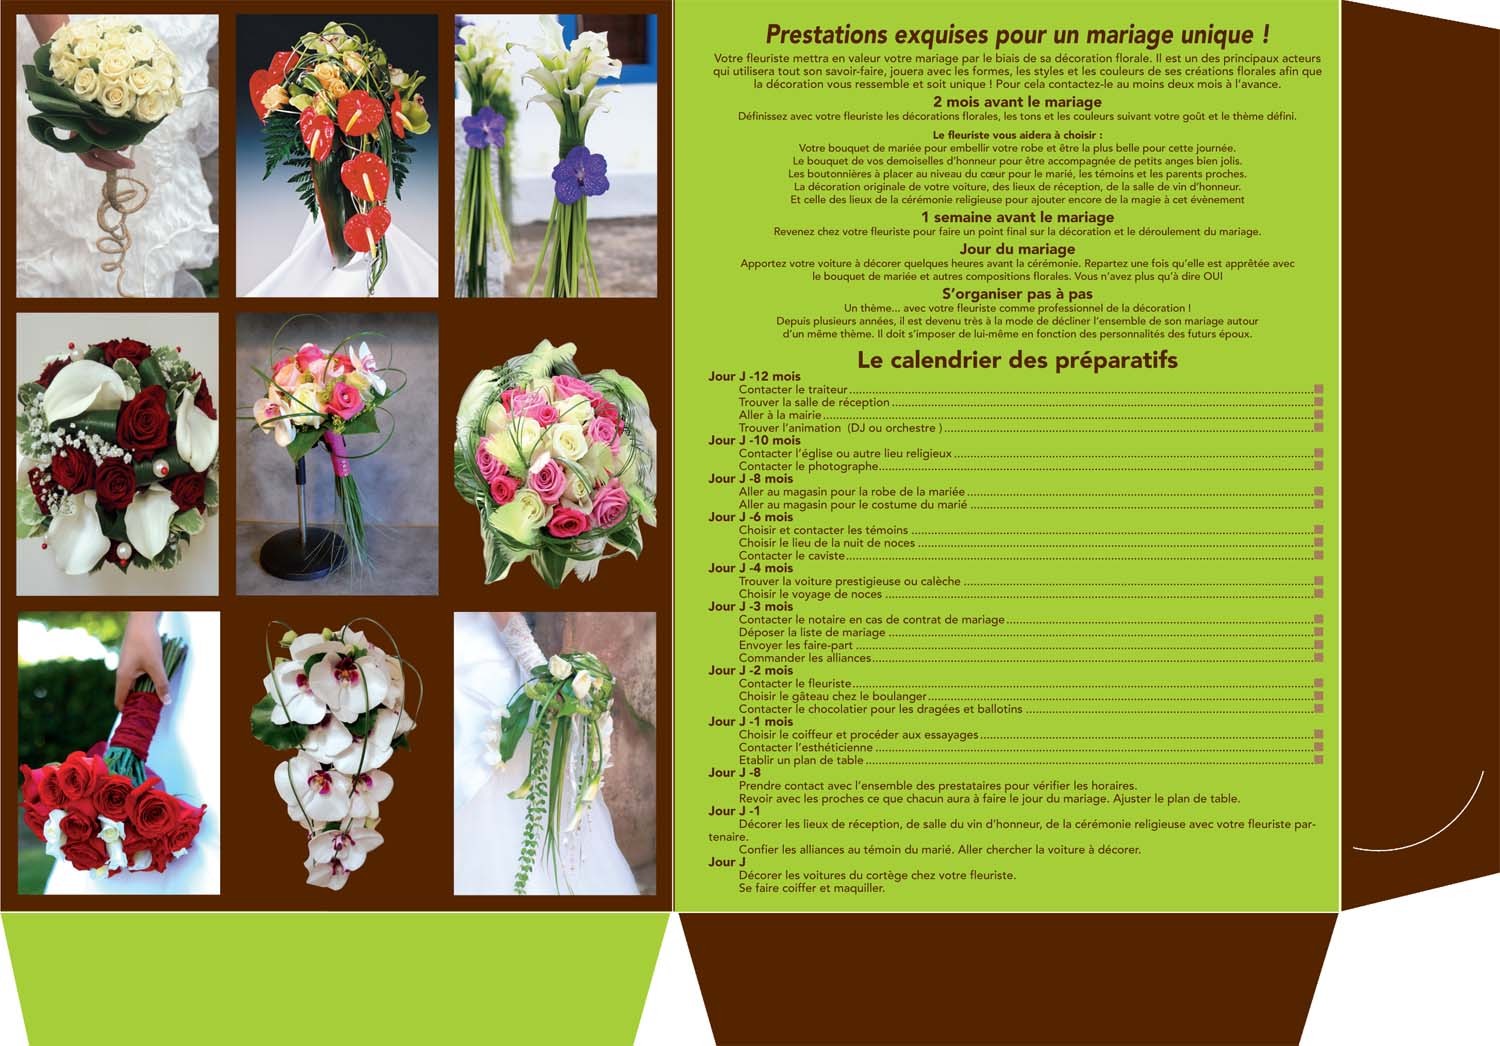 Prestations exquises pour un mariage unique !
Votre fleuriste mettra en valeur votre mariage par le biais de sa décoration florale. Il est un des principaux acteurs
qui utilisera tout son savoir-faire, jouera avec les formes, les styles et les couleurs de ses créations florales afin que
la décoration vous ressemble et soit unique ! Pour cela contactez-le au moins deux mois à l'avance.
2 mois avant le mariage
Définissez avec votre fleuriste les décorations florales, les tons et les couleurs suivant votre goût et le thème défini.
Le fleuriste vous aidera à choisir :
Votre bouquet de mariée pour embellir votre robe et être la plus belle pour cette journée.
Le bouquet de vos demoiselles d'honneur pour être accompagnée de petits anges bien jolis.
Les boutonnières à placer au niveau du cœur pour le marié, les témoins et les parents proches.
La décoration originale de votre voiture, des lieux de réception, de la salle de vin d'honneur.
Et celle des lieux de la cérémonie religieuse pour ajouter encore de la magie à cet évènement
1 semaine avant le mariage
Revenez chez votre fleuriste pour faire un point final sur la décoration et le déroulement du mariage.
Jour du mariage
Apportez votre voiture à décorer quelques heures avant la cérémonie. Repartez une fois qu'elle est apprêtée avec
le bouquet de mariée et autres compositions florales. Vous n'avez plus qu'à dire OUI
S'organiser pas à pas
Un thème... avec votre fleuriste comme professionnel de la décoration !
Depuis plusieurs années, il est devenu très à la mode de décliner l'ensemble de son mariage autour
d'un même thème. Il doit s'imposer de lui-même en fonction des personnalités des futurs époux.
Le calendrier des préparatifs
Jour J -12 mois
Contacter le traiteur
Trouver la salle de réception
Aller à la mairie
Trouver l'animation (DJ ou orchestre )
Jour J -10 mois
Contacter l'église ou autre lieu religieux
Contacter le photographe
Jour J -8 mois
Aller au magasin pour la robe de la mariée
Aller au magasin pour le costume du marié
Jour J -6 mois
Choisir et contacter les témoins
Choisir le lieu de la nuit de noces
Contacter le caviste
Jour J -4 mois
Trouver la voiture prestigieuse ou calèche
Choisir le voyage de noces
Jour J -3 mois
Contacter le notaire en cas de contrat de mariage
Déposer la liste de mariage
Envoyer les faire-part
Commander les alliances
Jour J -2 mois
Contacter le fleuriste
Choisir le gâteau chez le boulanger
Contacter le chocolatier pour les dragées et ballotins
Jour J -1 mois
Choisir le coiffeur et procéder aux essayages
Contacter l'esthéticienne
Etablir un plan de table
Jour J -8
Prendre contact avec l'ensemble des prestataires pour vérifier les horaires.
Revoir avec les proches ce que chacun aura à faire le jour du mariage. Ajuster le plan de table.
Jour J -1
Décorer les lieux de réception, de salle du vin d'honneur, de la cérémonie religieuse avec votre fleuriste par-
tenaire.
Confier les alliances au témoin du marié. Aller chercher la voiture à décorer.
Jour J
Décorer les voitures du cortège chez votre fleuriste.
Se faire coiffer et maquiller.